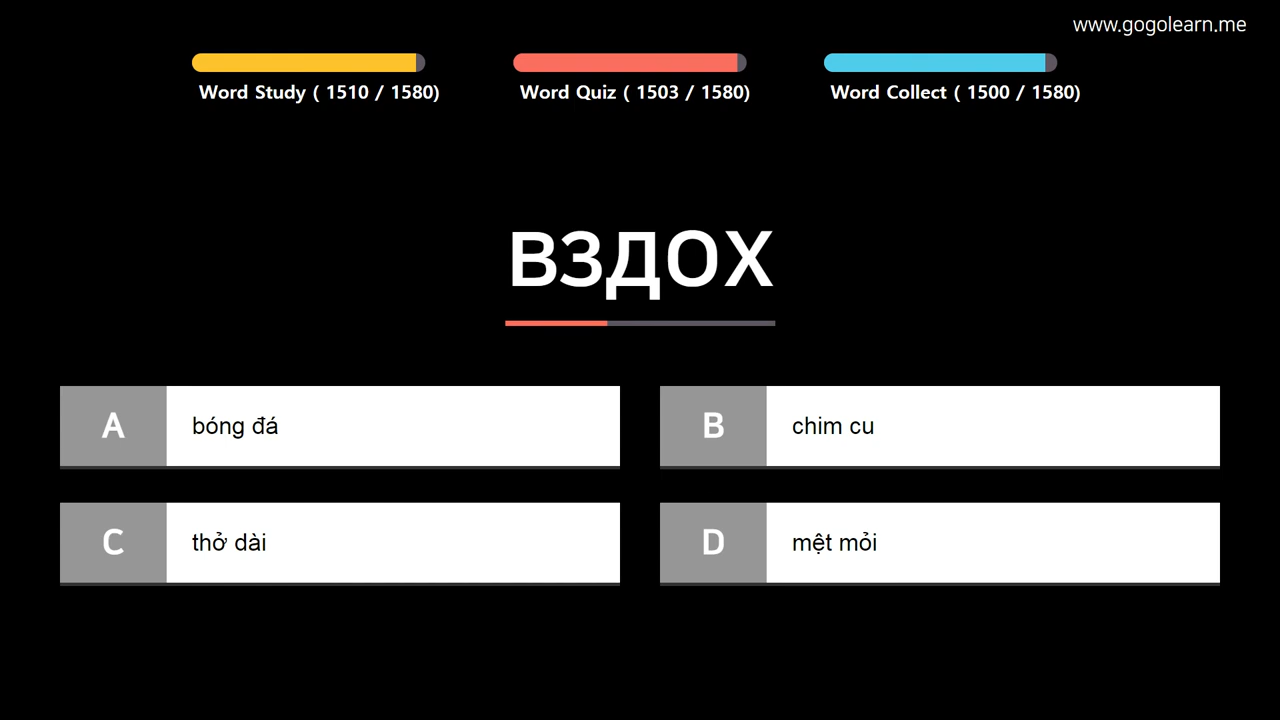 www.gogolearn.me
Word Study ( 1510 / 1580)
Word Quiz ( 1503 / 1580)
Word Collect ( 1500 / 1580)
ВЗДОХ
A bóng đá
B chim cu
C thở dài
D mệt mỏi